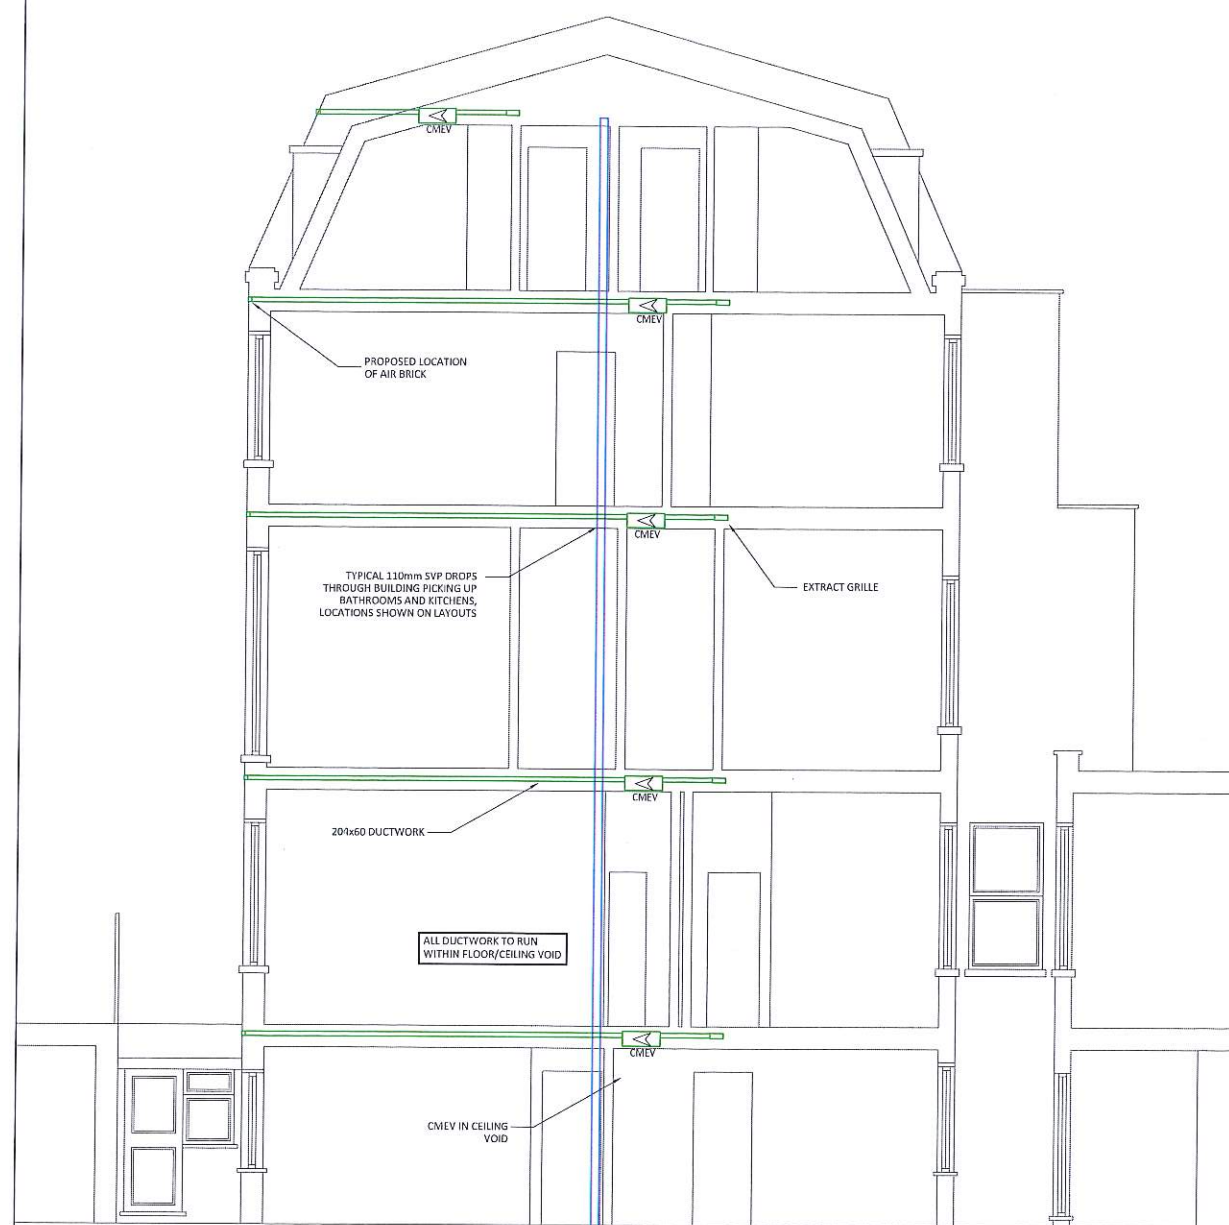 CMEV
CMEV
PROPOSED LOCATION
OF AIR BRICK
CMEV
TYPICAL 110mm SVP DROPS
THROUGH BUILDING PICKING UP
BATHROOMS AND KITCHENS,
LOCATIONS SHOWN ON LAYOUTS
EXTRACT GRILLE
CMEV
204x60 DUCTWORK
ALL DUCTWORK TO RUN
WITHIN FLOOR/CEILING VOID
CMEV
CMEV IN CEILING
VOID